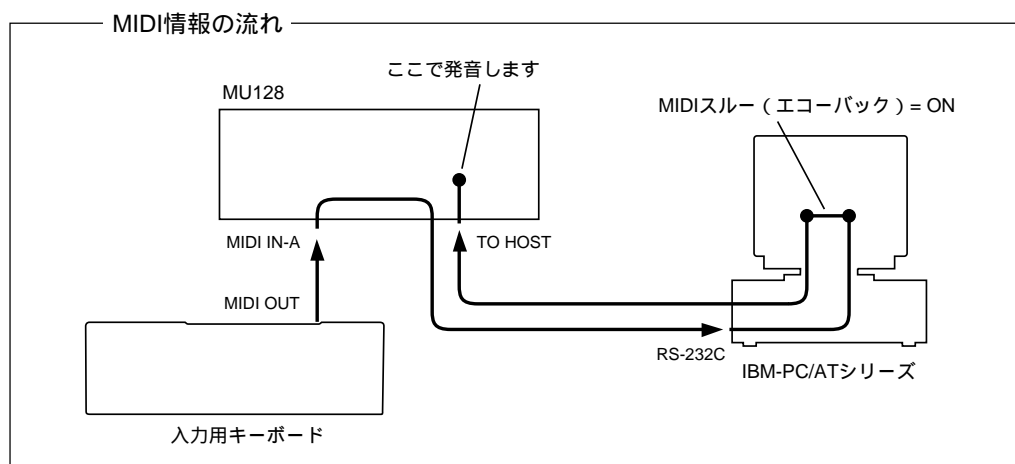 MIDI情報の流れ
ここで発音します
MU128
MIDIスルー（エコーバック）= ON
MIDI IN-A
TO HOST
MIDI OUT
RS-232C
IBM-PC/ATシリーズ
入力用キーボード